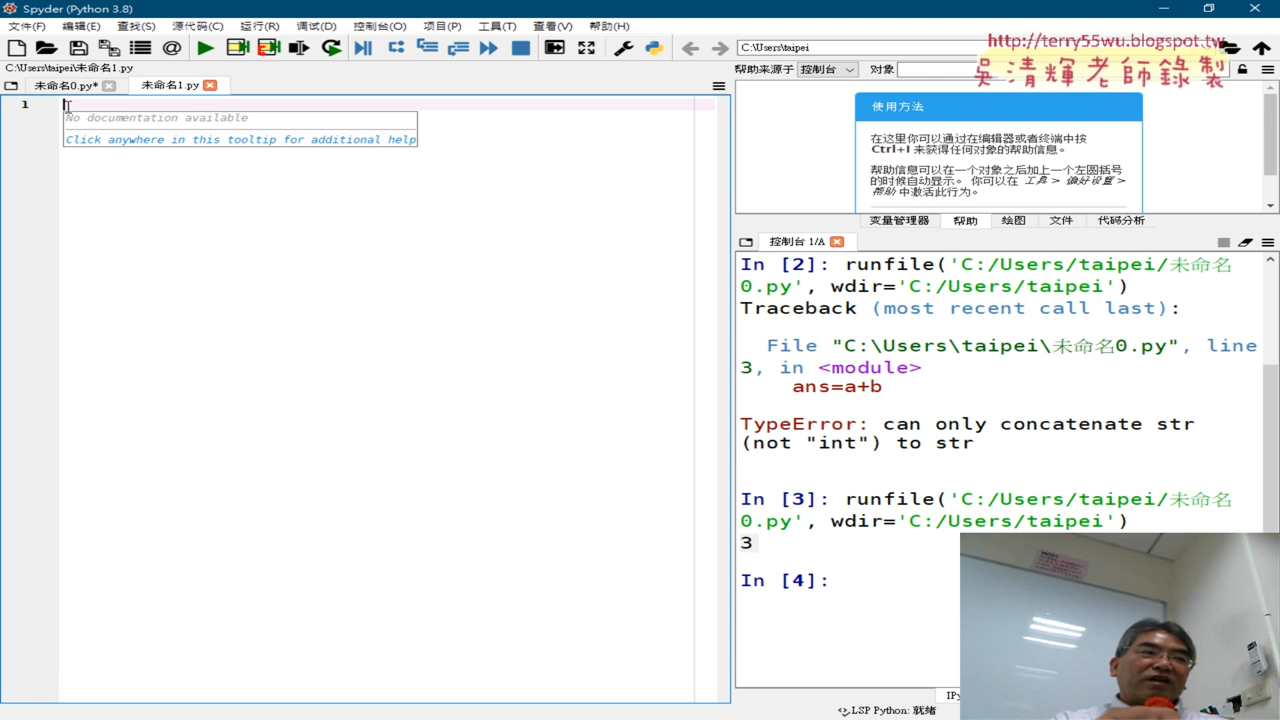 Spyder (Python 3.8)
文件(F) 编辑(E) 查找(S) 源代码(C) 运行(R) 调试(D) 控制台(O) 项目(P) 工具(T) 查看(V) 帮助(H)
C:\Users\taipei
http://terry55wu.blogspot.tw
吳清輝老師錄製
C:\Users\taipei\未命名1.py
未命名0.py*
未命名1.py
帮助来源于 控制台 对象
1
No documentation available
Click anywhere in this tooltip for additional help
使用方法
在这里你可以通过在编辑器或者终端中按
Ctrl+I 来获得任何对象的帮助信息。
帮助信息可以在一个对象之后加上一个左圆括号
的时候自动显示。 你可以在 工具 > 偏好设置 >
帮助 中激活此行为。
变量管理器 帮助 绘图 文件 代码分析
控制台 1/A
In [2]: runfile('C:/Users/taipei/未命名
0.py', wdir='C:/Users/taipei')
Traceback (most recent call last):
File "C:\Users\taipei\未命名0.py", line
3, in <module>
ans=a+b
TypeError: can only concatenate str
(not "int") to str
In [3]: runfile('C:/Users/taipei/未命名
0.py', wdir='C:/Users/taipei')
3
In [4]:
IPy
LSP Python: 就绪